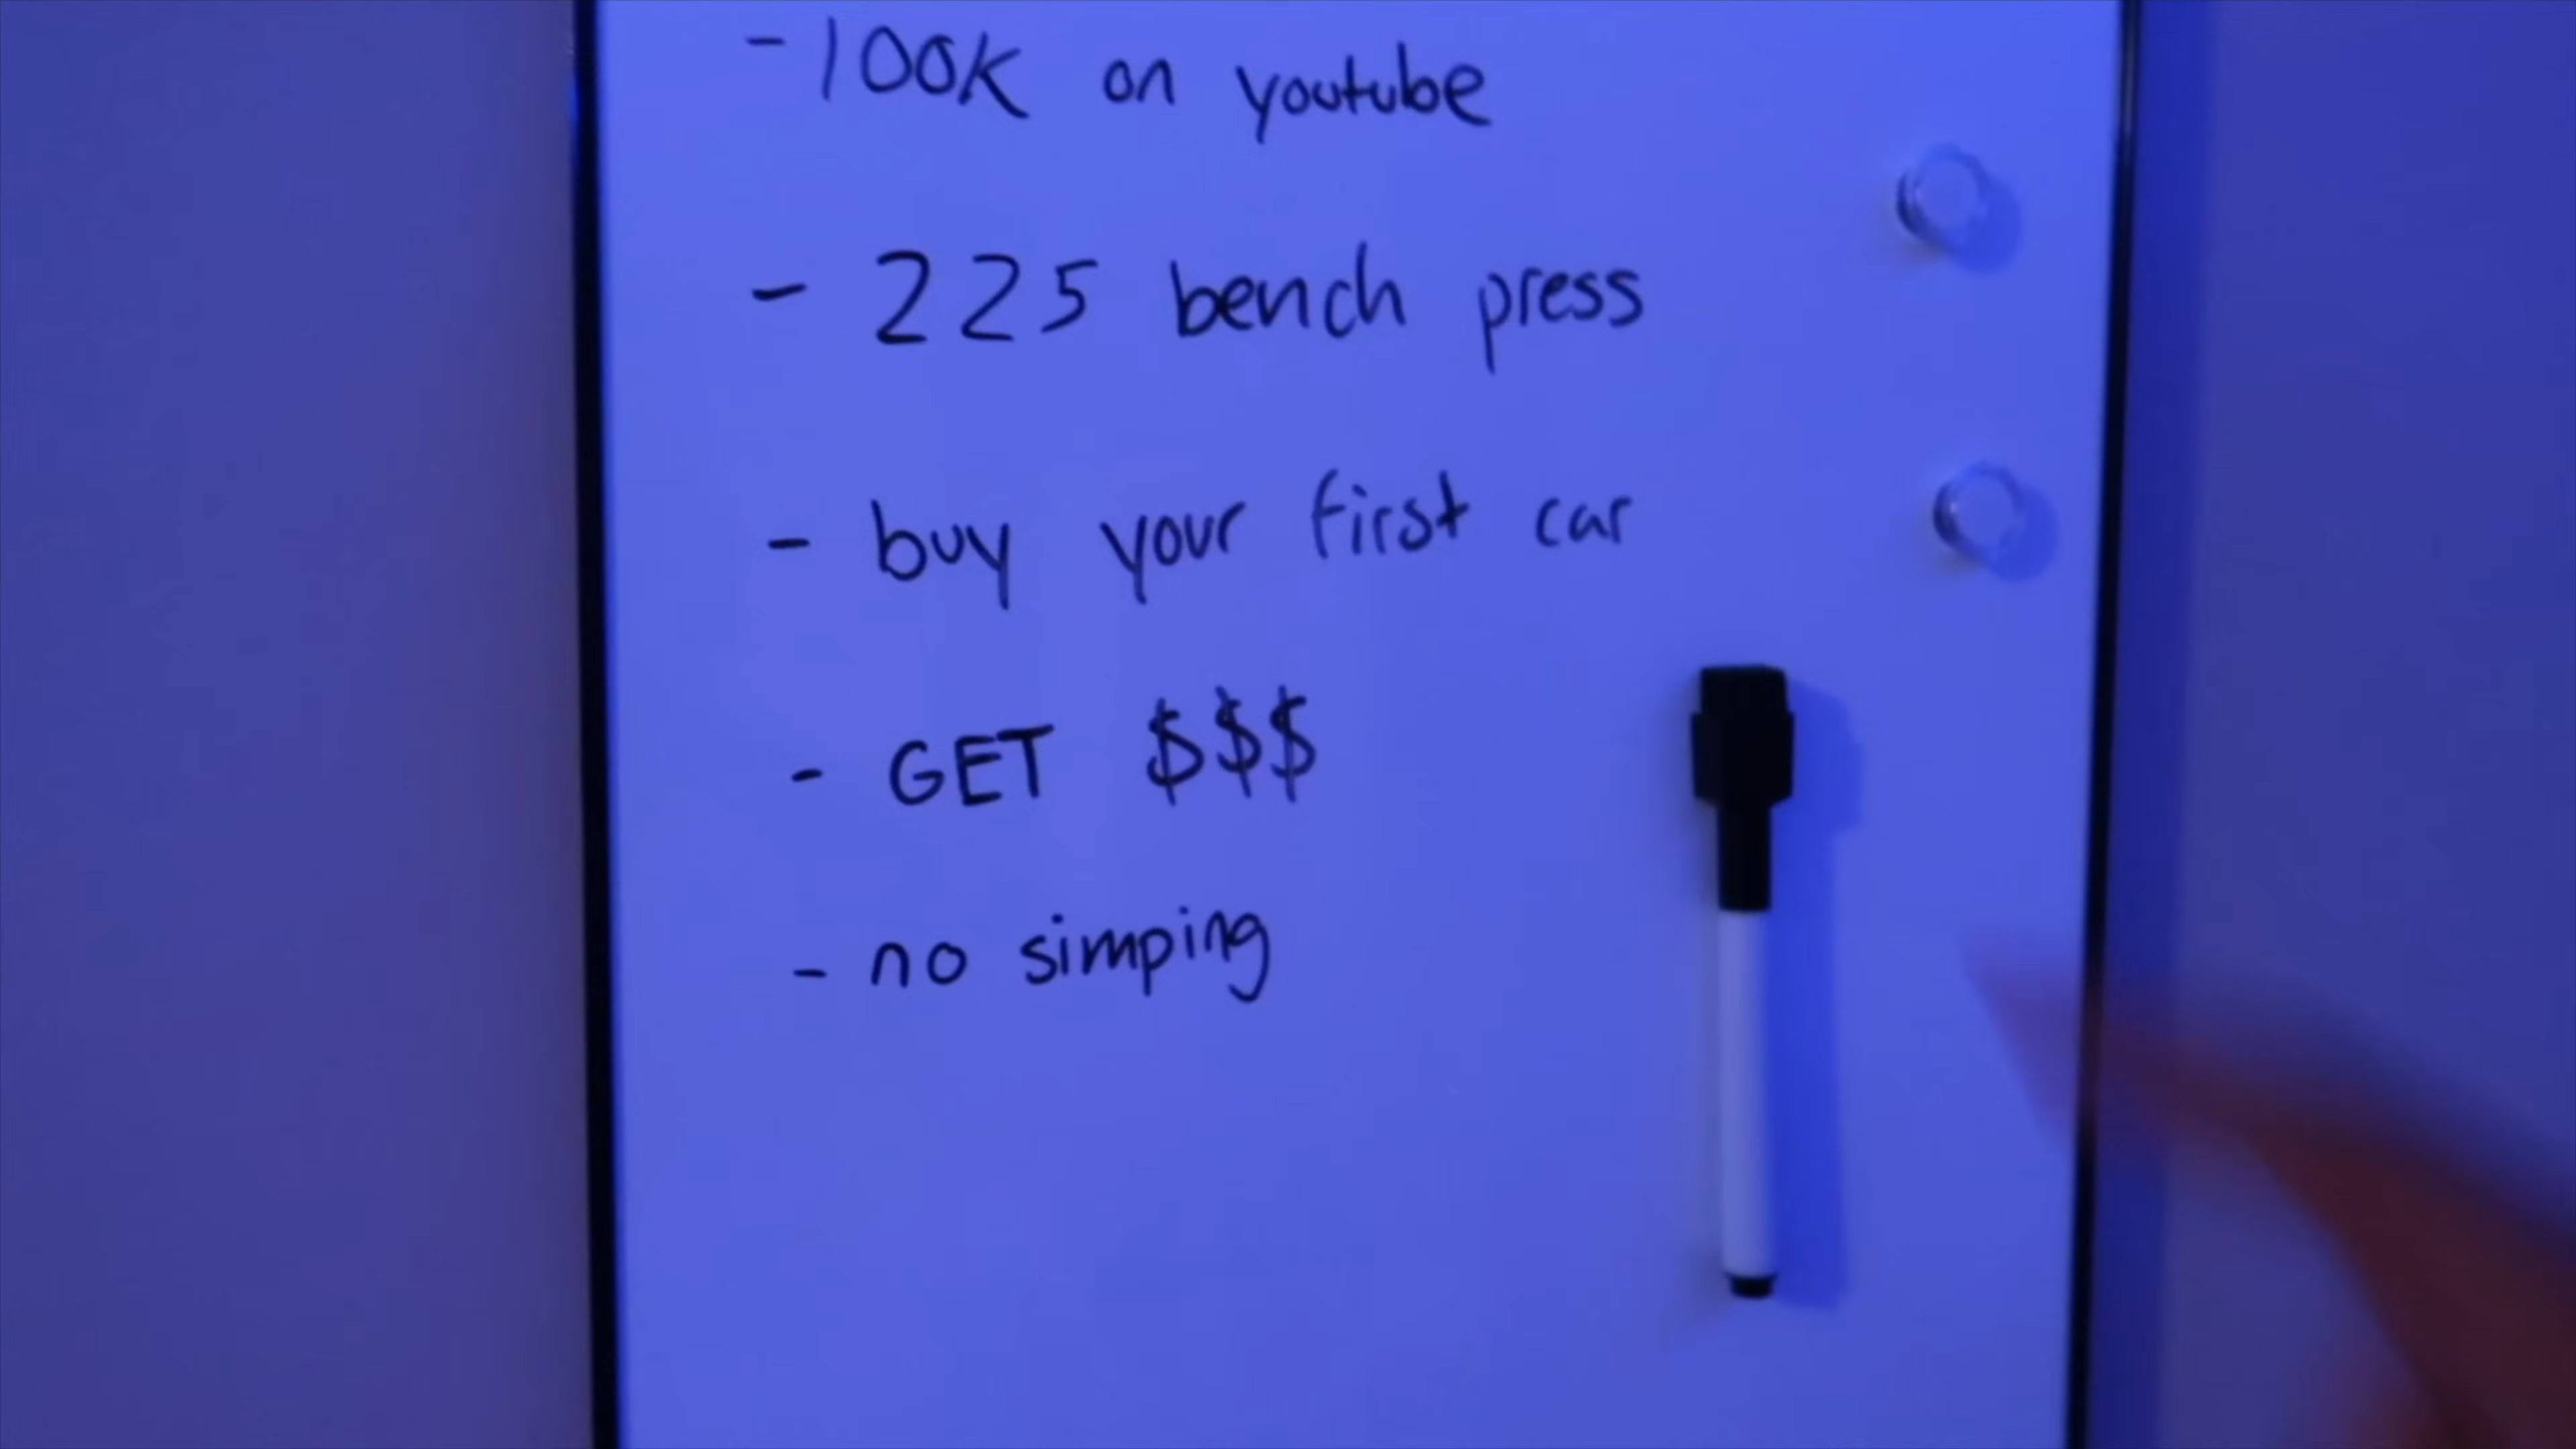 - 100K on youtube
- 225 bench press
- buy your first car
- GET $$$
- no simping